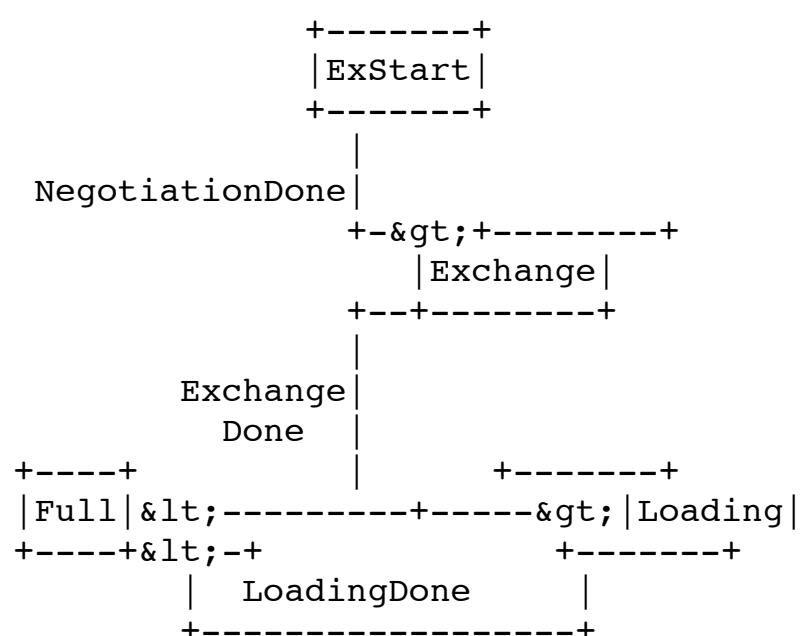 +-------+
|ExStart|
+-------+
|
NegotiationDone|
+-&gt;+--------+
|Exchange|
+--+--------+
|
Exchange|
Done |
+----+ | +-------+
|Full|&lt;---------+-----&gt;|Loading|
+----+&lt;-+ +-------+
| LoadingDone |
+------------------+